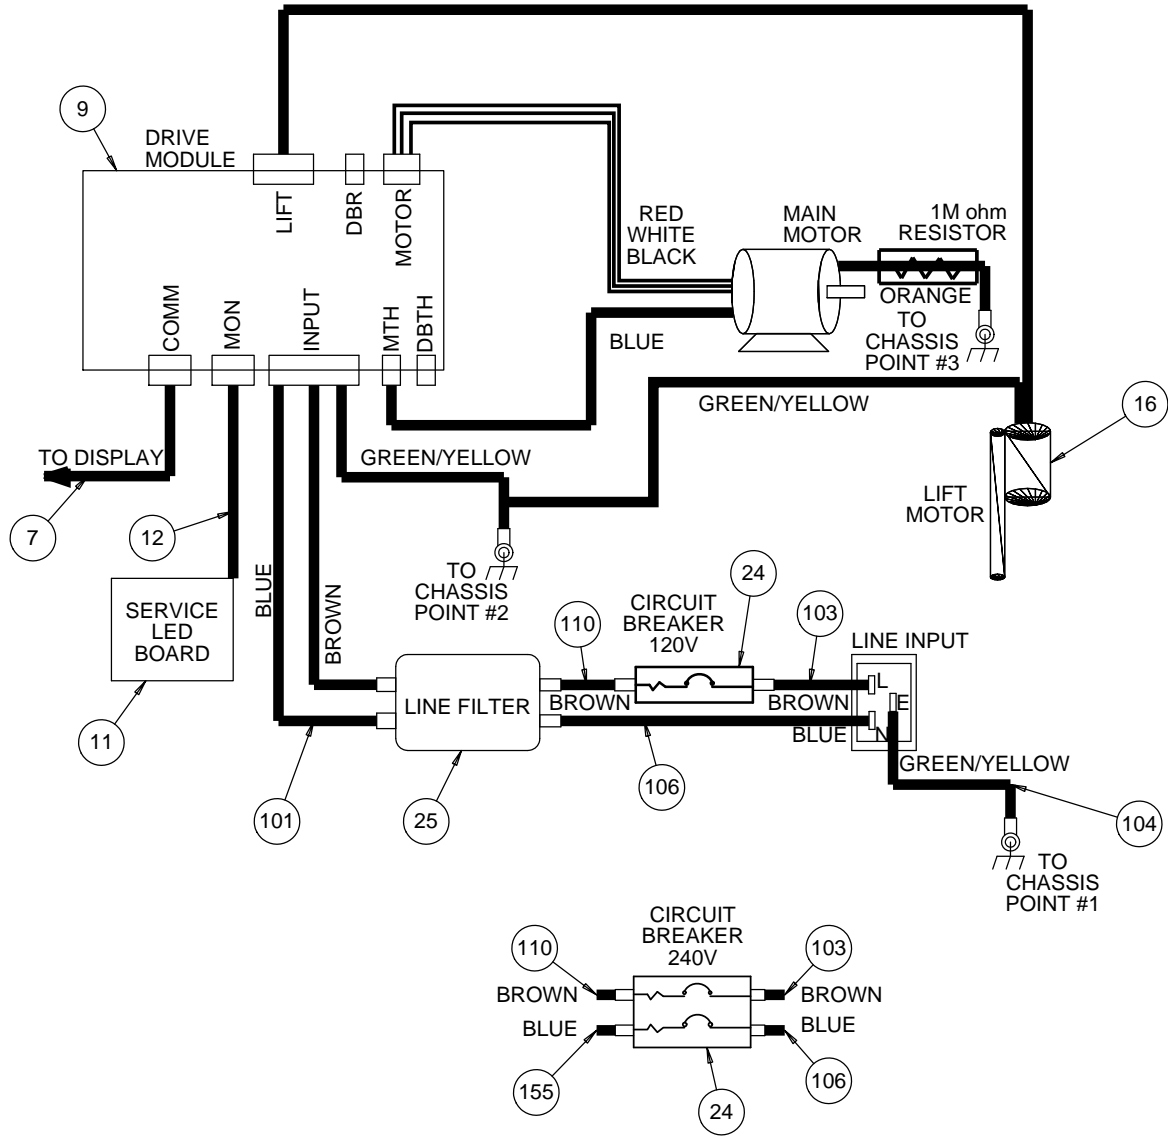 9
DRIVE
MODULE
LIFT
DBR
MOTOR
RED
WHITE
BLACK
MAIN
MOTOR
1M ohm
RESISTOR
ORANGE
TO
CHASSIS
POINT #3
COMM
MON
INPUT
MTH
DBTH
BLUE
GREEN/YELLOW
16
TO DISPLAY
GREEN/YELLOW
LIFT
MOTOR
7
12
TO
CHASSIS
POINT #2
BLUE
BROWN
SERVICE
LED
BOARD
24
CIRCUIT
BREAKER
120V
110
103
LINE INPUT
BROWN
BROWN
L
E
N
LINE FILTER
BLUE
11
GREEN/YELLOW
101
25
106
104
TO
CHASSIS
POINT #1
CIRCUIT
BREAKER
240V
110
103
BROWN
BROWN
BLUE
BLUE
155
24
106